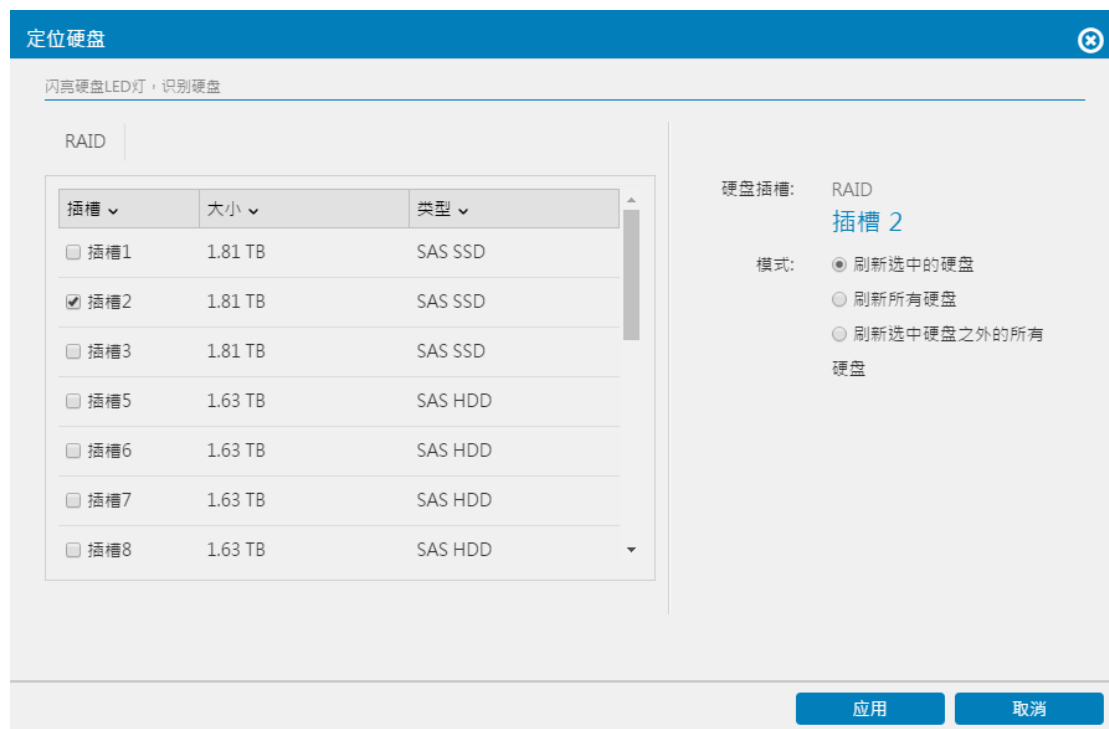 定位硬盘
闪亮硬盘LED灯，识别硬盘
RAID
插槽 大小 类型
插槽1 1.81 TB SAS SSD
插槽2 1.81 TB SAS SSD
插槽3 1.81 TB SAS SSD
插槽5 1.63 TB SAS HDD
插槽6 1.63 TB SAS HDD
插槽7 1.63 TB SAS HDD
插槽8 1.63 TB SAS HDD
硬盘插槽: RAID
插槽 2
模式: 刷新选中的硬盘
刷新所有硬盘
刷新选中硬盘之外的所有
硬盘
应用 取消